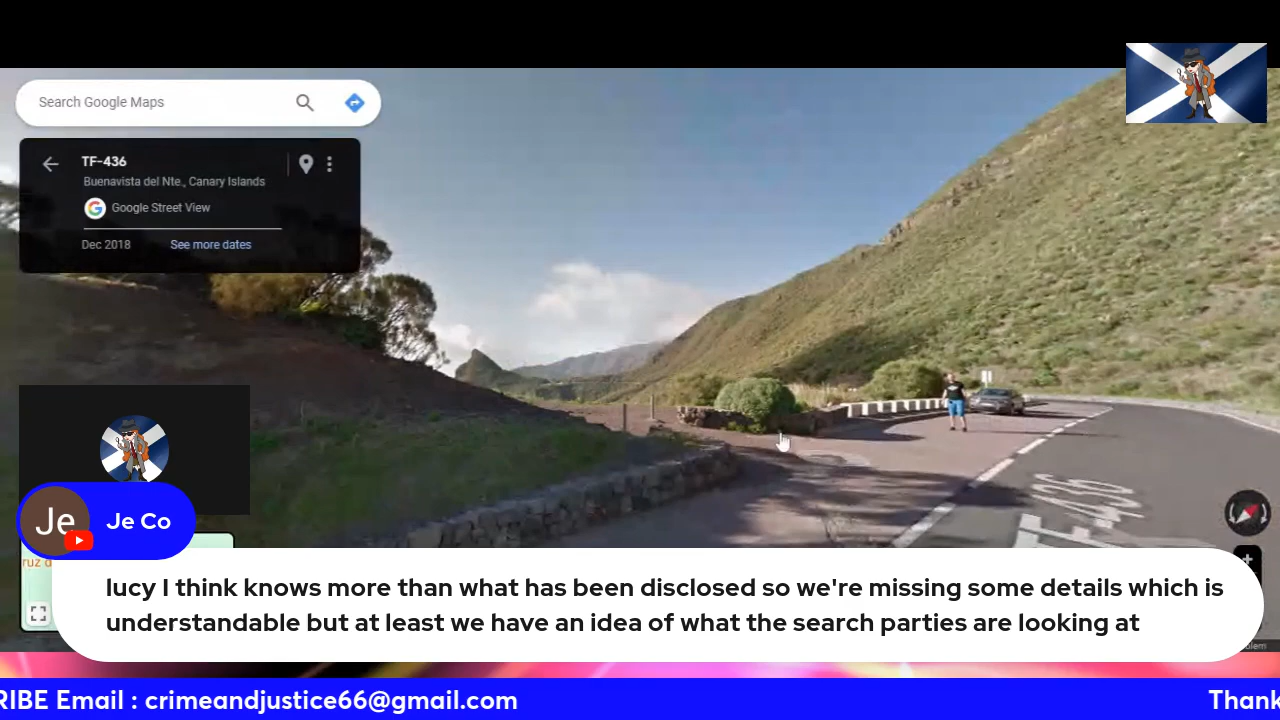 Search Google Maps
TF-436
Buenavista del Nte., Canary Islands
Google Street View
Dec 2018
See more dates
TF-436
Je
Je Co
ruz d
lucy I think knows more than what has been disclosed so we're missing some details which is
understandable but at least we have an idea of what the search parties are looking at
RIBE Email : crimeandjustice66@gmail.com
Thank